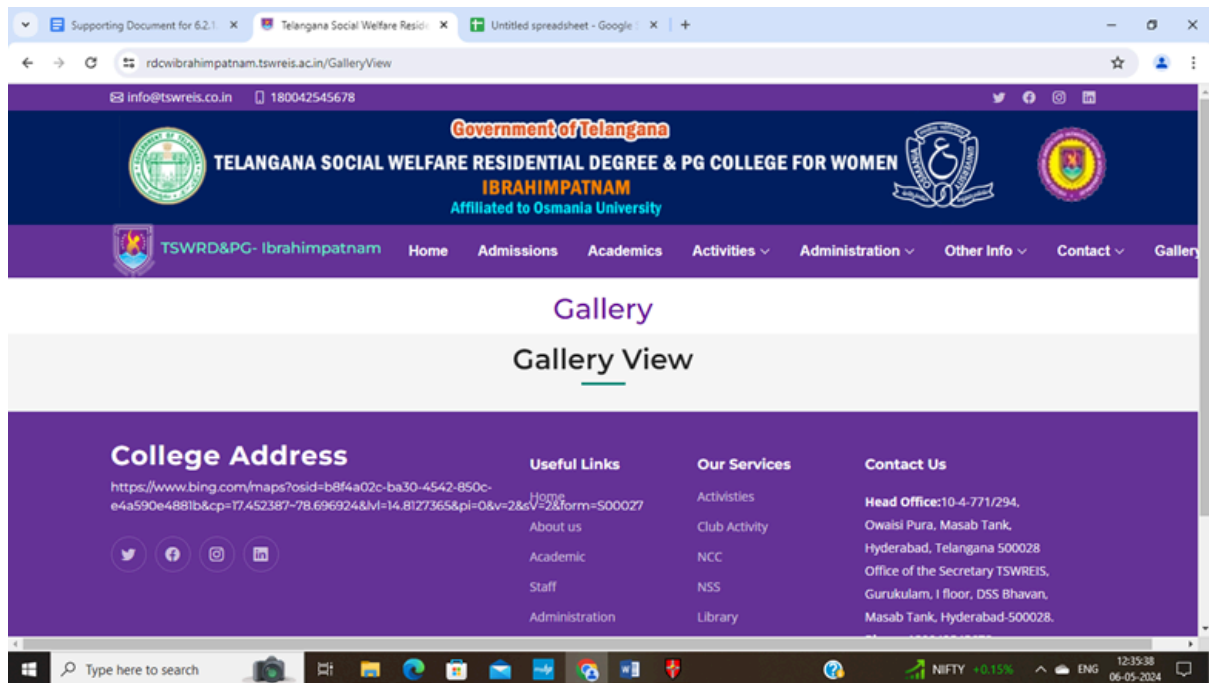 Supporting Document for 6.2.1.
Telangana Social Welfare Reside
Untitled spreadsheet - Google S
rdcwibrahimpatnam.tswreis.ac.in/GalleryView
info@tswreis.co.in 180042545678
Government of Telangana
TELANGANA SOCIAL WELFARE RESIDENTIAL DEGREE & PG COLLEGE FOR WOMEN
IBRAHIMPATNAM
Affiliated to Osmania University
TSWRD&PG- Ibrahimpatnam Home Admissions Academics Activities Administration Other Info Contact Gallery
Gallery
Gallery View
College Address
https://www.bing.com/maps?osid=b8f4a02c-ba30-4542-850c-
e4a590e4881b&cp=17.452387~78.696924&lvl=14.8127365&pi=0&v=2&sV=2&form=S00027
Useful Links
Home
About us
Academic
Staff
Administration
Our Services
Activisties
Club Activity
NCC
NSS
Library
Contact Us
Head Office:10-4-771/294,
Owaisi Pura, Masab Tank,
Hyderabad, Telangana 500028
Office of the Secretary TSWREIS,
Gurukulam, I floor, DSS Bhavan,
Masab Tank, Hyderabad-500028.
Type here to search
NIFTY +0.15%
ENG
12:35:38
06-05-2024